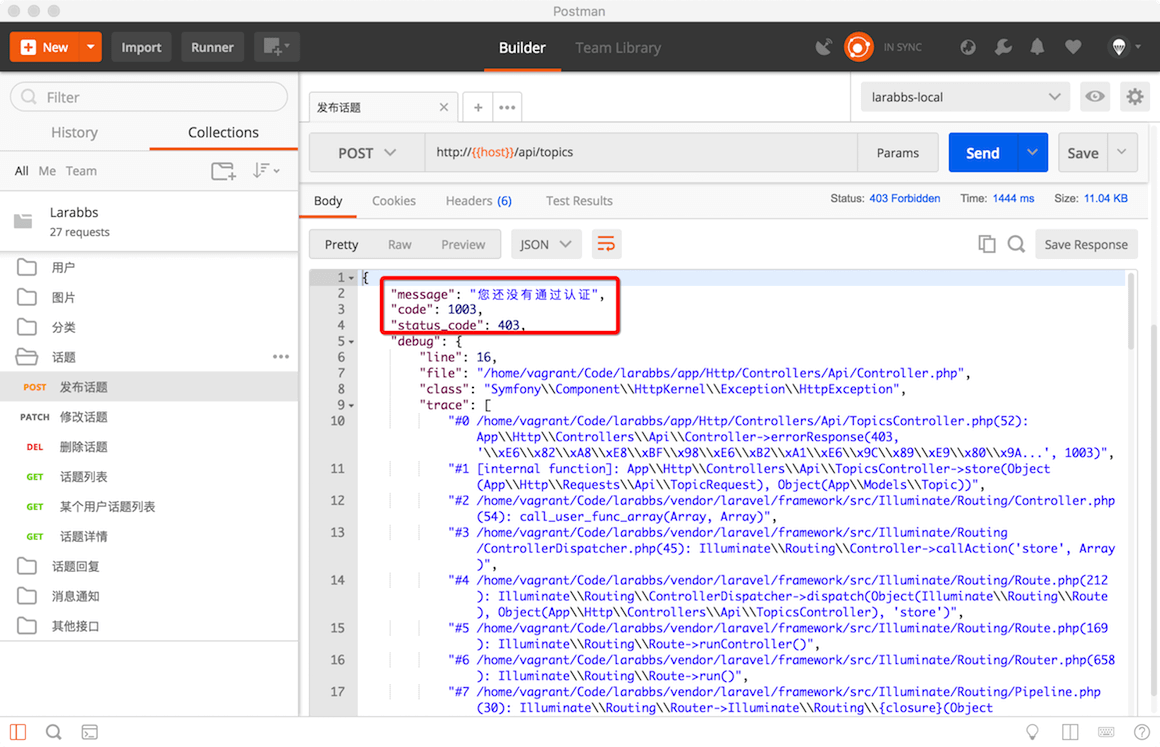 Postman
New
Import
Runner
Builder
Team Library
IN SYNC
Filter
History
Collections
All Me Team
Larabbs
27 requests
用户
图片
分类
话题
POST 发布话题
PATCH 修改话题
DEL 删除话题
GET 话题列表
GET 某个用户话题列表
GET 话题详情
话题回复
消息通知
其他接口
发布话题
larabbs-local
POST
http://{{host}}/api/topics
Params
Send
Save
Body
Cookies
Headers (6)
Test Results
Status: 403 Forbidden
Time: 1444 ms
Size: 11.04 KB
Pretty
Raw
Preview
JSON
Save Response
1 {
2 "message": "您还没有通过认证",
3 "code": 1003,
4 "status_code": 403,
5 "debug": {
6 "line": 16,
7 "file": "/home/vagrant/Code/larabbs/app/Http/Controllers/Api/Controller.php",
8 "class": "Symfony\\Component\\HttpKernel\\Exception\\HttpException",
9 "trace": [
10 "#0 /home/vagrant/Code/larabbs/app/Http/Controllers/Api/TopicsController.php(52):
App\\Http\\Controllers\\Api\\Controller->errorResponse(403,
'\\xE6\\x82\\xA8\\xE8\\xBF\\x98\\xE6\\xB2\\xA1\\xE6\\x9C\\x89\\xE9\\x80\\x9A...', 1003)",
11 "#1 [internal function]: App\\Http\\Controllers\\Api\\TopicsController->store(Object
(App\\Http\\Requests\\Api\\TopicRequest), Object(App\\Models\\Topic))",
12 "#2 /home/vagrant/Code/larabbs/vendor/laravel/framework/src/Illuminate/Routing/Controller.php
(54): call_user_func_array(Array, Array)",
13 "#3 /home/vagrant/Code/larabbs/vendor/laravel/framework/src/Illuminate/Routing
/ControllerDispatcher.php(45): Illuminate\\Routing\\Controller->callAction('store', Array
)",
14 "#4 /home/vagrant/Code/larabbs/vendor/laravel/framework/src/Illuminate/Routing/Route.php(212
): Illuminate\\Routing\\ControllerDispatcher->dispatch(Object(Illuminate\\Routing\\Route
), Object(App\\Http\\Controllers\\Api\\TopicsController), 'store')",
15 "#5 /home/vagrant/Code/larabbs/vendor/laravel/framework/src/Illuminate/Routing/Route.php(169
): Illuminate\\Routing\\Route->runController()",
16 "#6 /home/vagrant/Code/larabbs/vendor/laravel/framework/src/Illuminate/Routing/Router.php(658
): Illuminate\\Routing\\Route->run()",
17 "#7 /home/vagrant/Code/larabbs/vendor/laravel/framework/src/Illuminate/Routing/Pipeline.php
(30): Illuminate\\Routing\\Router->Illuminate\\Routing\\{closure}(Object